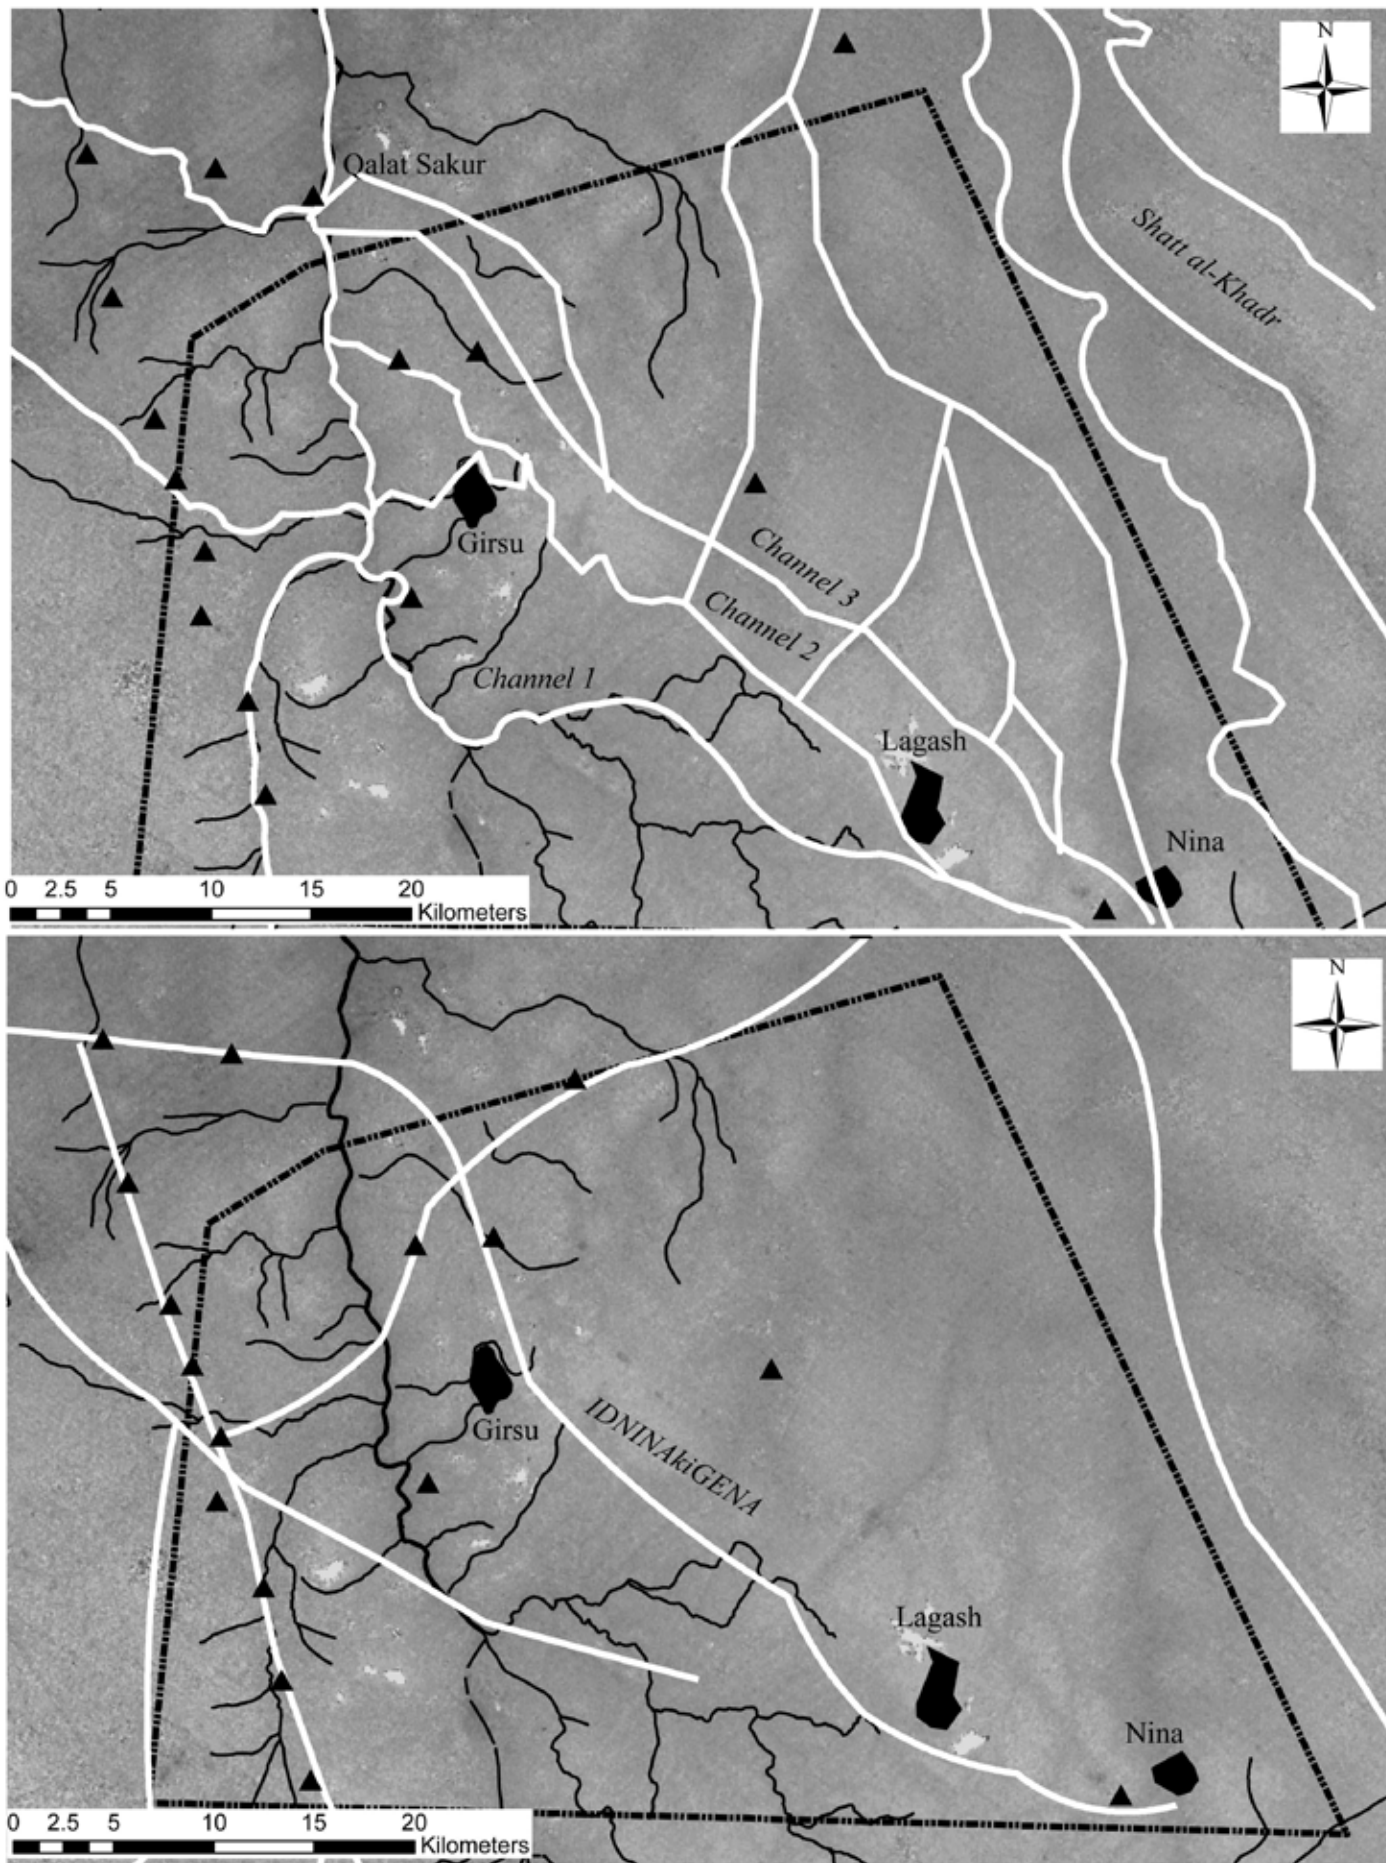 N
Qalat Sakur
Shatt al-Khadr
Girsu
Channel 3
Channel 2
Channel 1
Lagash
Nina
0 2.5 5 10 15 20
Kilometers
N
IDNINAkiGENA
Girsu
Lagash
Nina
0 2.5 5 10 15 20
Kilometers